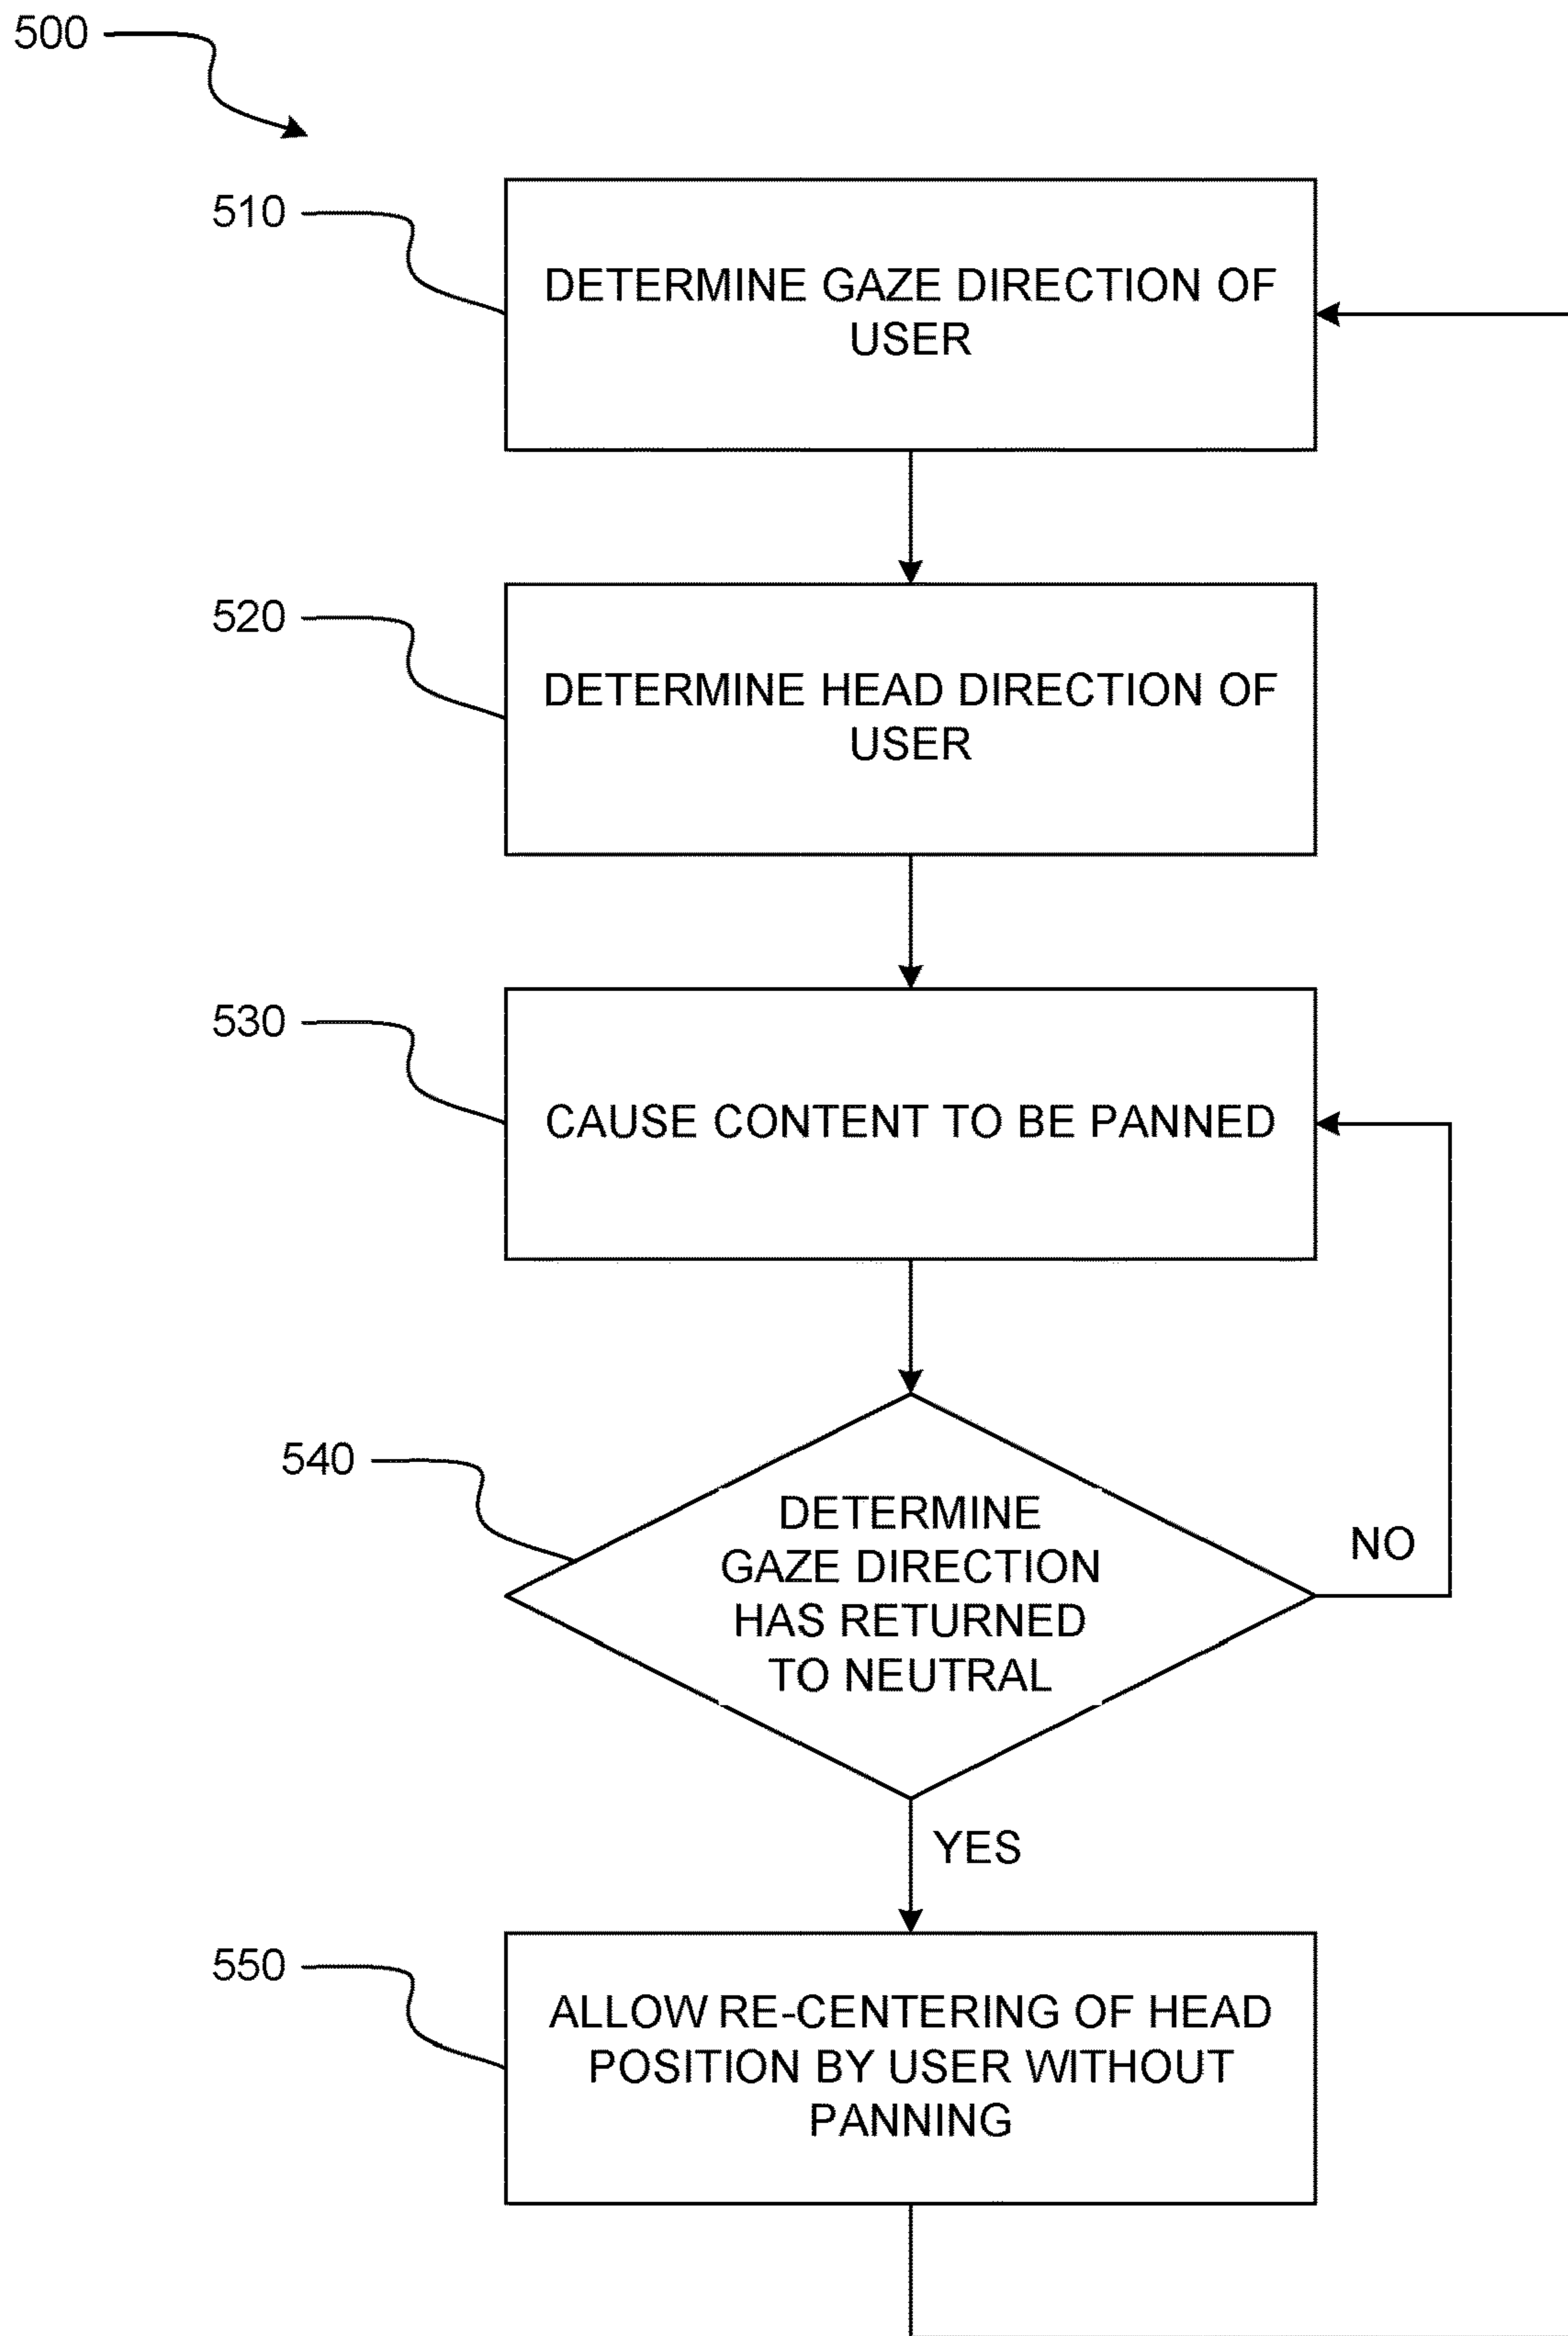 500
510
DETERMINE GAZE DIRECTION OF
USER
520
DETERMINE HEAD DIRECTION OF
USER
530
CAUSE CONTENT TO BE PANNED
540
DETERMINE
GAZE DIRECTION
HAS RETURNED
TO NEUTRAL
NO
YES
550
ALLOW RE-CENTERING OF HEAD
POSITION BY USER WITHOUT
PANNING